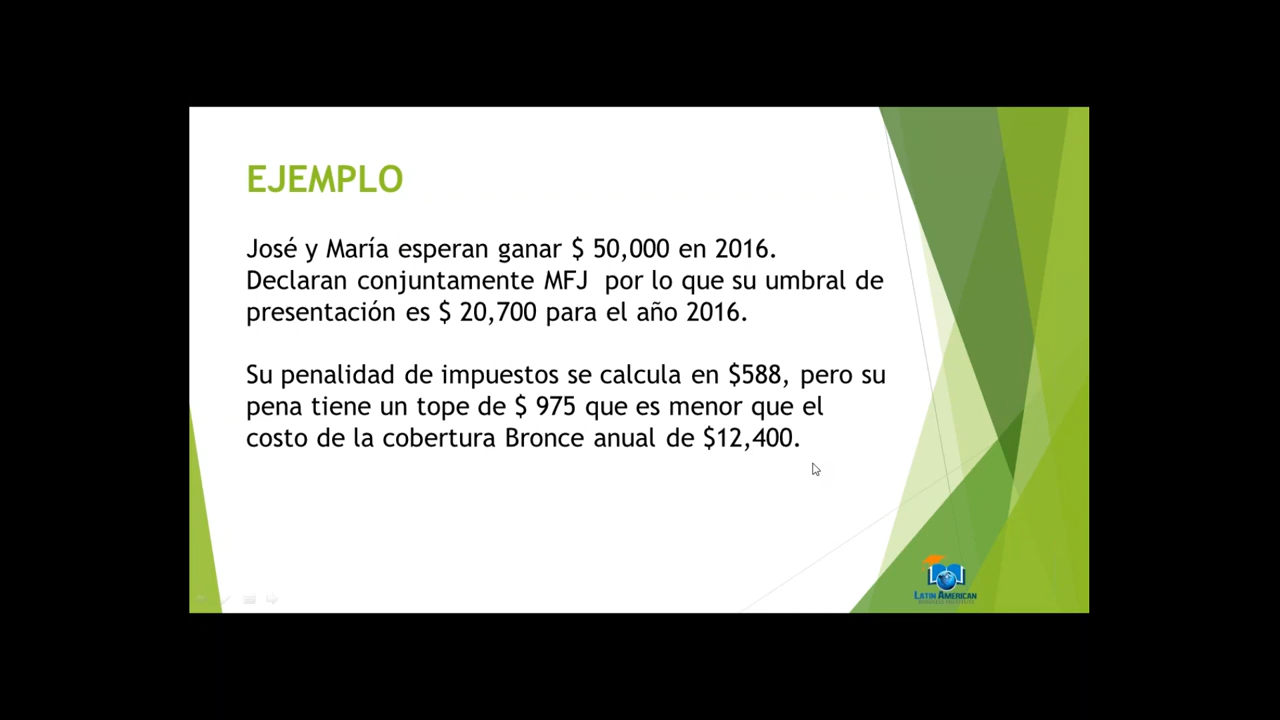 EJEMPLO
José y María esperan ganar $ 50,000 en 2016.
Declaran conjuntamente MFJ por lo que su umbral de
presentación es $ 20,700 para el año 2016.
Su penalidad de impuestos se calcula en $588, pero su
pena tiene un tope de $ 975 que es menor que el
costo de la cobertura Bronce anual de $12,400.
LATIN AMERICAN